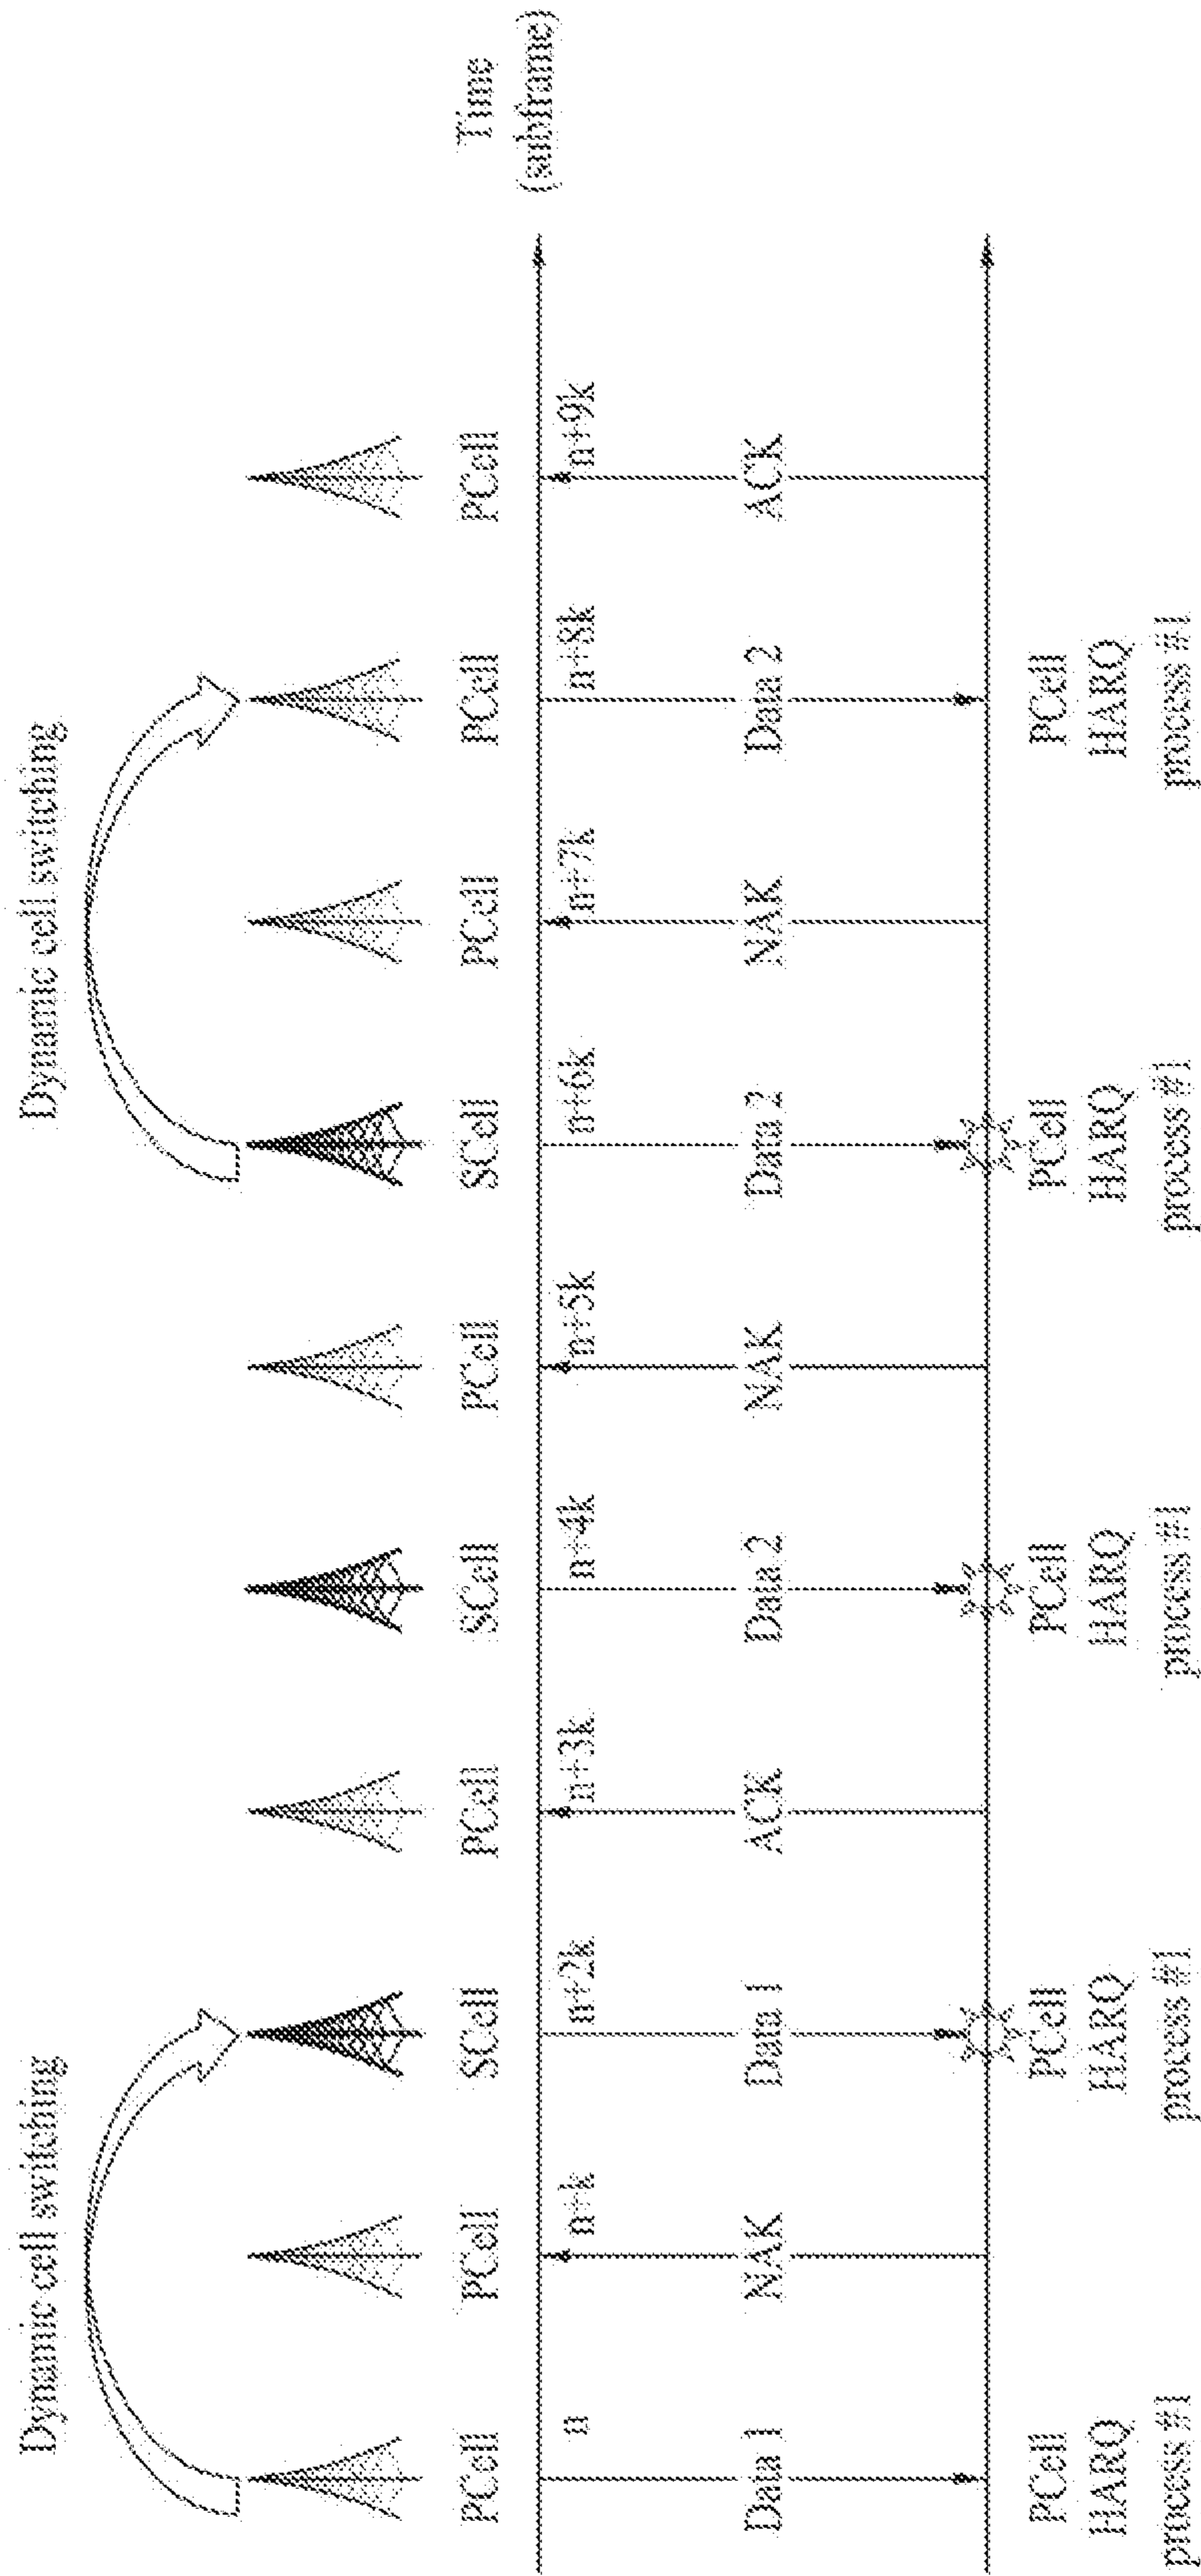 Dynamic cell switching
Dynamic cell switching
PCell
PCell
SCell
PCell
SCell
PCell
SCell
PCell
PCell
PCell
Time
(subframe)
n
n+k
n+2k
n+3k
n+4k
n+5k
n+6k
n+7k
n+8k
n+9k
Data 1
NAK
Data 1
ACK
Data 2
NAK
Data 2
NAK
Data 2
ACK
PCell
HARQ
process #1
PCell
HARQ
process #1
PCell
HARQ
process #1
PCell
HARQ
process #1
PCell
HARQ
process #1